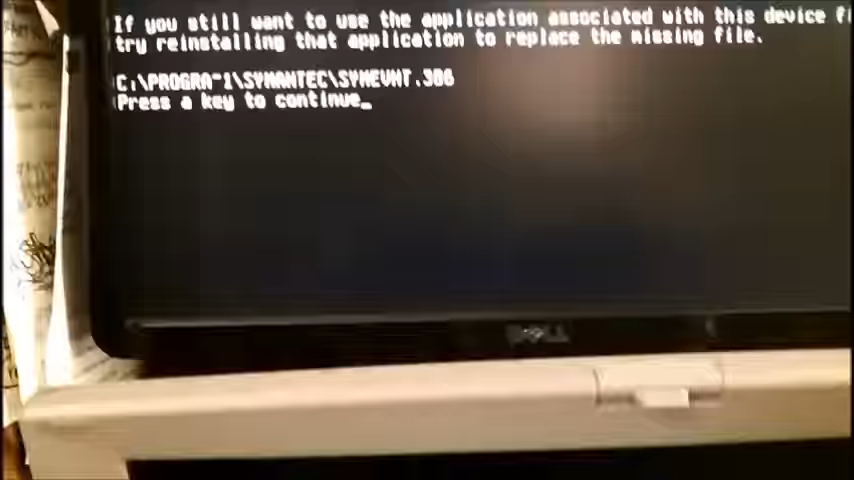 If you still want to use the application associated with this device fi
try reinstalling that application to replace the missing file.
C:\PROGRA~1\SYMANTEC\SYMEVNT.386
Press a key to continue_
DELL